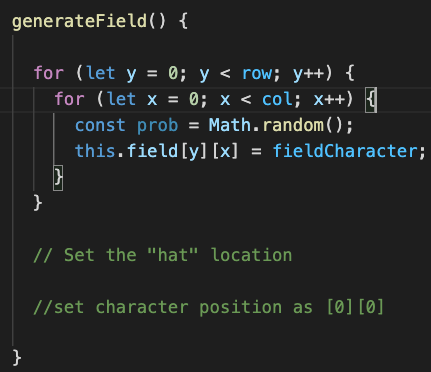 generateField() {
for (let y = 0; y < row; y++) {
for (let x = 0; x < col; x++) {
const prob = Math.random();
this.field[y][x] = fieldCharacter;
}
}
// Set the "hat" location
//set character position as [0][0]
}